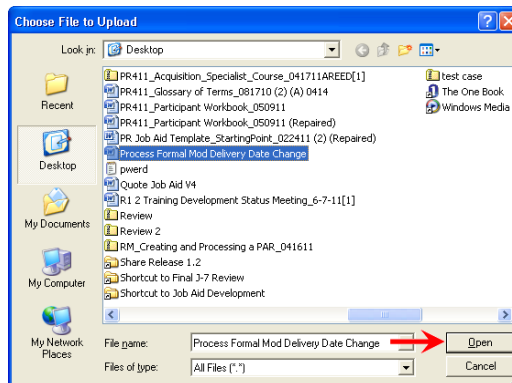 Choose File to Upload
Look in:
Desktop
PR411_Acquisition_Specialist_Course_041711AREED[1]
PR411_Glossary of Terms_081710 (2) (A) 0414
PR411_Participant Workbook_050911
PR411_Participant Workbook_050911 (Repaired)
PR Job Aid Template_StartingPoint_022411 (2) (Repaired)
Process Formal Mod Delivery Date Change
pwerd
Quote Job Aid V4
R1 2 Training Development Status Meeting_6-7-11[1]
Review
Review 2
RM_Creating and Processing a PAR_041611
Share Release 1.2
Shortcut to Final J-7 Review
Shortcut to Job Aid Development
test case
The One Book
Windows Media
Recent
Desktop
My Documents
My Computer
My Network
Places
File name:
Process Formal Mod Delivery Date Change
Open
Files of type:
All Files (*.*)
Cancel